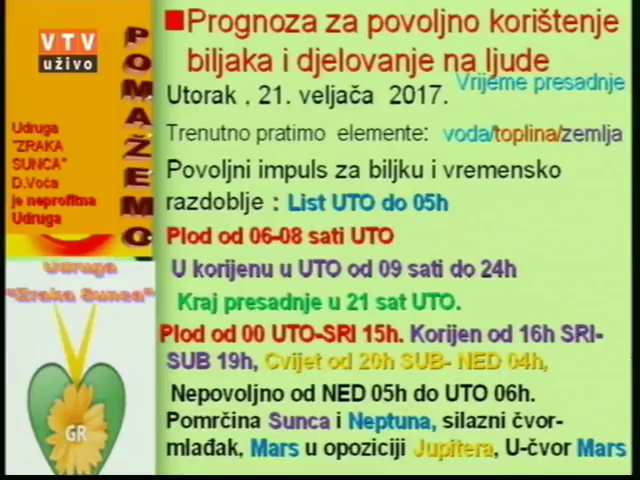 VTV
uživo
POMAŽEMO
Udruga
"ZRAKA
SUNCA"
D.Voća
je neprofitna
Udruga
Udruga
"Zraka Sunca"
GR
Prognoza za povoljno korištenje
biljaka i djelovanje na ljude
Vrijeme presadnje
Utorak , 21. veljača 2017.
Trenutno pratimo elemente: voda/toplina/zemlja
Povoljni impuls za biljku i vremensko
razdoblje : List UTO do 05h
Plod od 06-08 sati UTO
U korijenu u UTO od 09 sati do 24h
Kraj presadnje u 21 sat UTO.
Plod od 00 UTO-SRI 15h. Korijen od 16h SRI-
SUB 19h, Cvijet od 20h SUB- NED 04h,
Nepovoljno od NED 05h do UTO 06h.
Pomrčina Sunca i Neptuna, silazni čvor-
mlađak, Mars u opoziciji Jupitera, U-čvor Mars